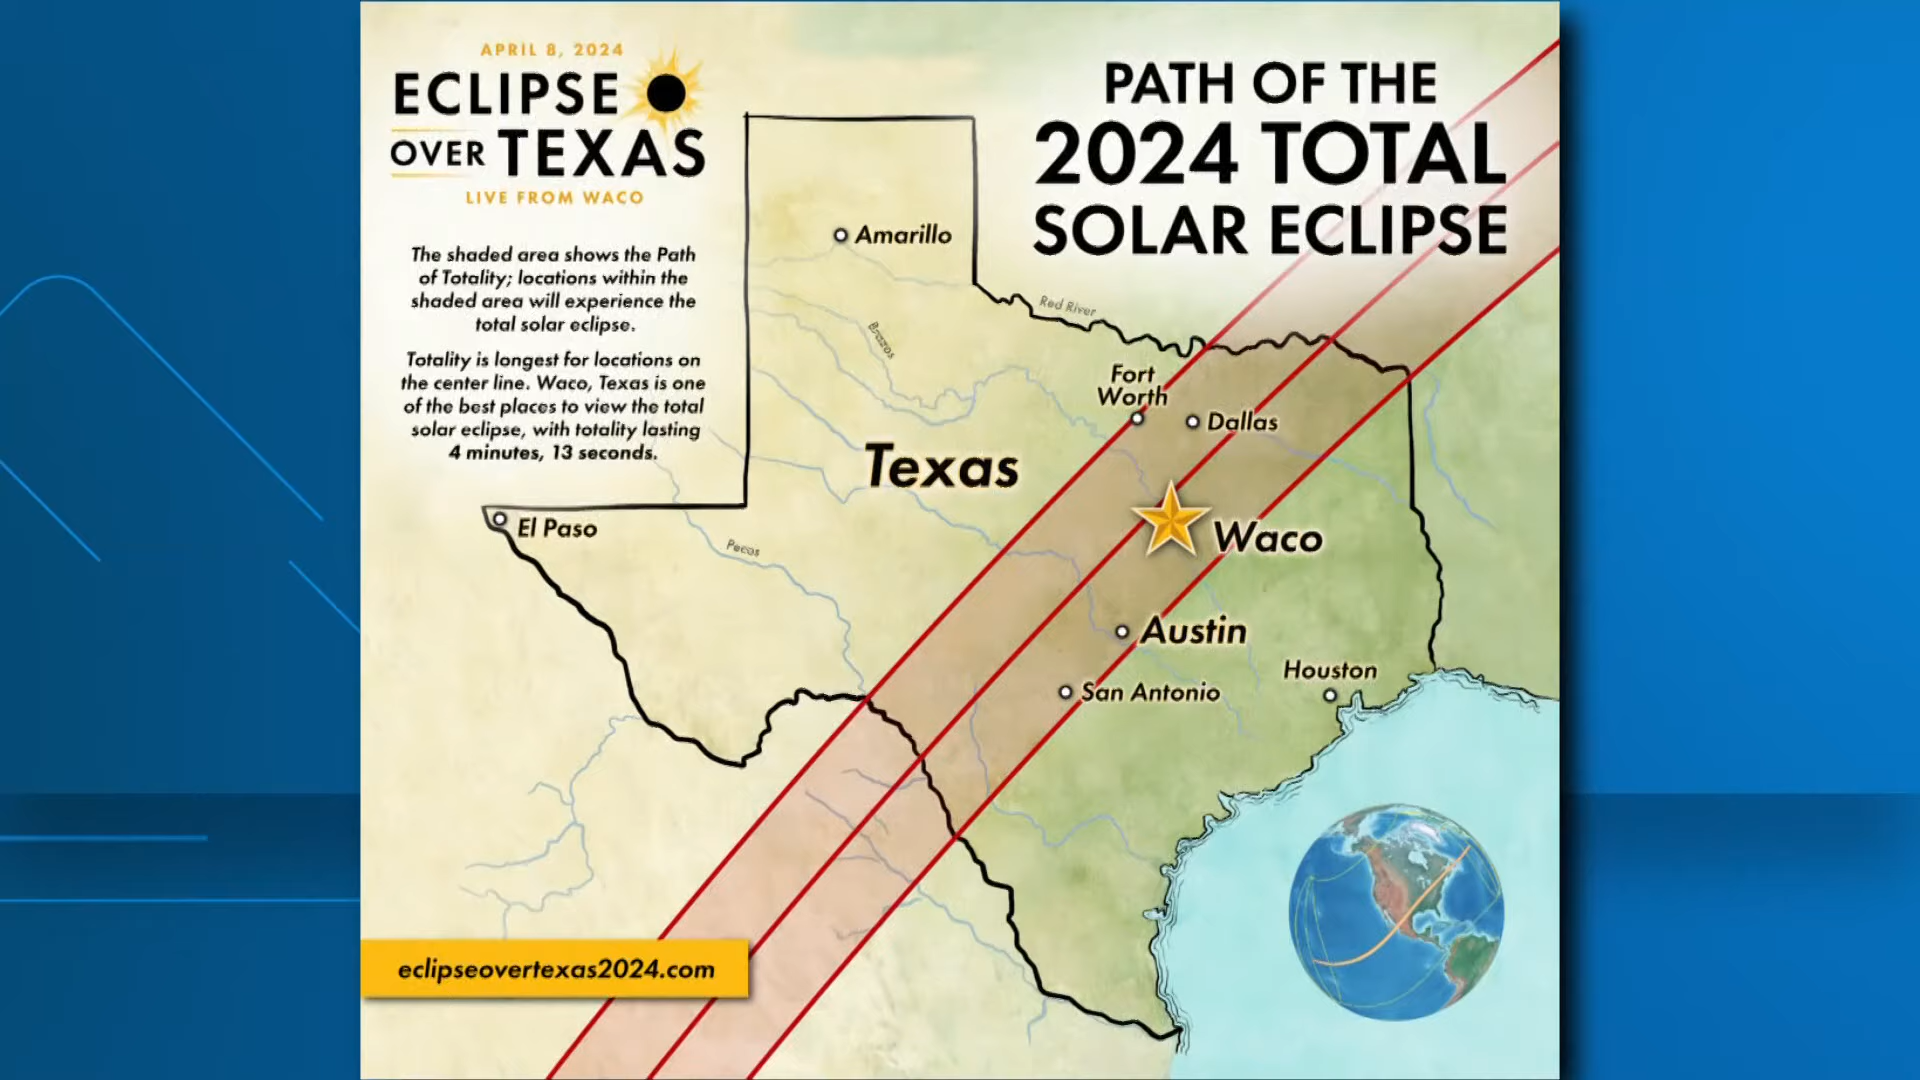 APRIL 8, 2024
ECLIPSE
OVER TEXAS
LIVE FROM WACO
The shaded area shows the Path
of Totality; locations within the
shaded area will experience the
total solar eclipse.
Totality is longest for locations on
the center line. Waco, Texas is one
of the best places to view the total
solar eclipse, with totality lasting
4 minutes, 13 seconds.
PATH OF THE
2024 TOTAL
SOLAR ECLIPSE
Amarillo
Red River
Brazos
Fort
Worth
Dallas
Texas
El Paso
Pecos
Waco
Austin
Houston
San Antonio
eclipseovertexas2024.com